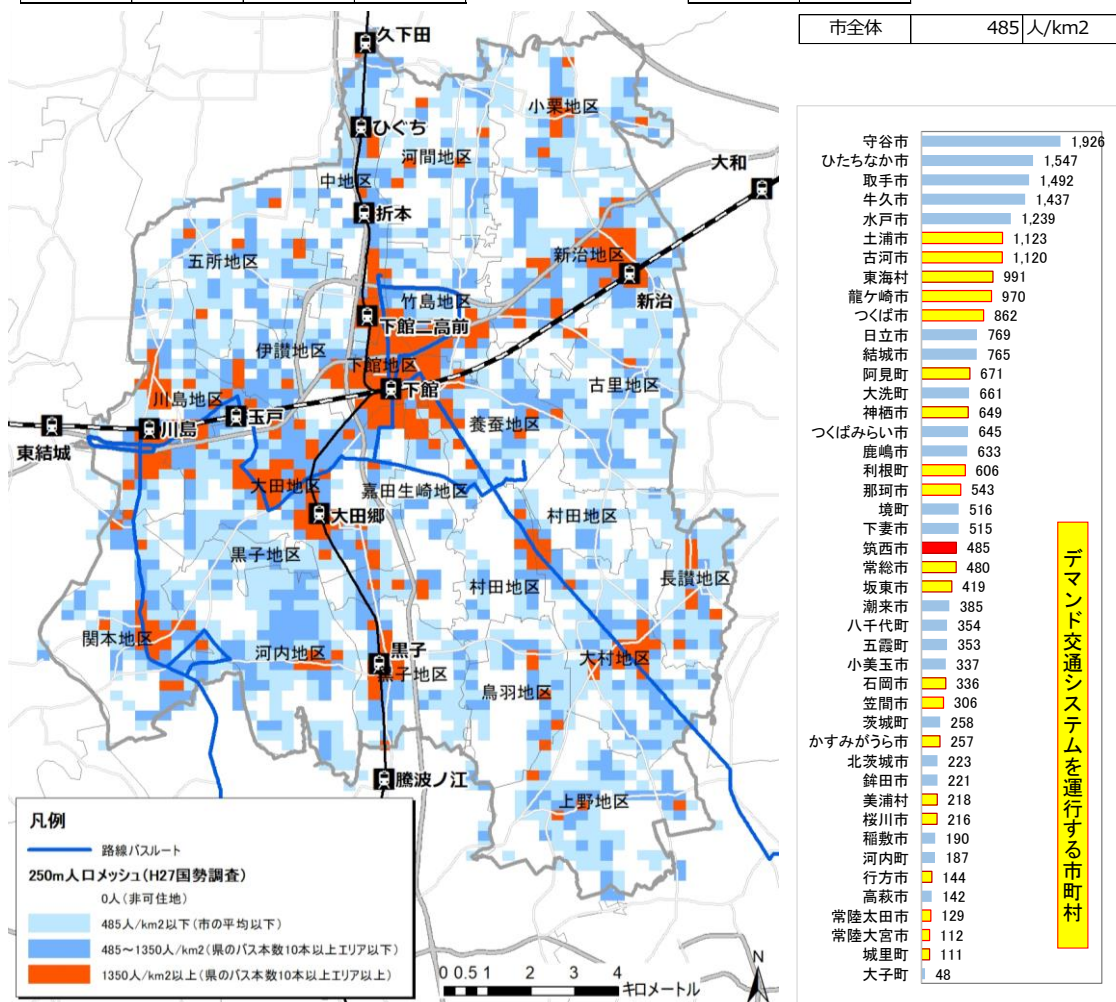 市全体 485 人/km2
久下田
小栗地区
ひぐち
河間地区
大和
中地区
折本
五所地区
新治地区
新治
竹島地区
下館二高前
伊讃地区
下館地区
下館
古里地区
川島地区
玉戸
養蚕地区
川島
東結城
大田地区
嘉田生崎地区
大田郷
村田地区
黒子地区
村田地区
長讃地区
関本地区
河内地区
黒子
黒子地区
大村地区
鳥羽地区
騰波ノ江
上野地区
凡例
路線バスルート
250m人口メッシュ(H27国勢調査)
0人(非可住地)
485人/km2以下(市の平均以下)
485～1350人/km2(県のバス本数10本以上エリア以下)
1350人/km2以上(県のバス本数10本以上エリア以上)
0 0.5 1 2 3 4
キロメートル
N
守谷市 1,926
ひたちなか市 1,547
取手市 1,492
牛久市 1,437
水戸市 1,239
土浦市 1,123
古河市 1,120
東海村 991
龍ケ崎市 970
つくば市 862
日立市 769
結城市 765
阿見町 671
大洗町 661
神栖市 649
つくばみらい市 645
鹿嶋市 633
利根町 606
那珂市 543
境町 516
下妻市 515
筑西市 485
常総市 480
坂東市 419
潮来市 385
八千代町 354
五霞町 353
小美玉市 337
石岡市 336
笠間市 306
茨城町 258
かすみがうら市 257
北茨城市 223
鉾田市 221
美浦村 218
桜川市 216
稲敷市 190
河内町 187
行方市 144
高萩市 142
常陸太田市 129
常陸大宮市 112
城里町 111
大子町 48
デマンド交通システムを運行する市町村